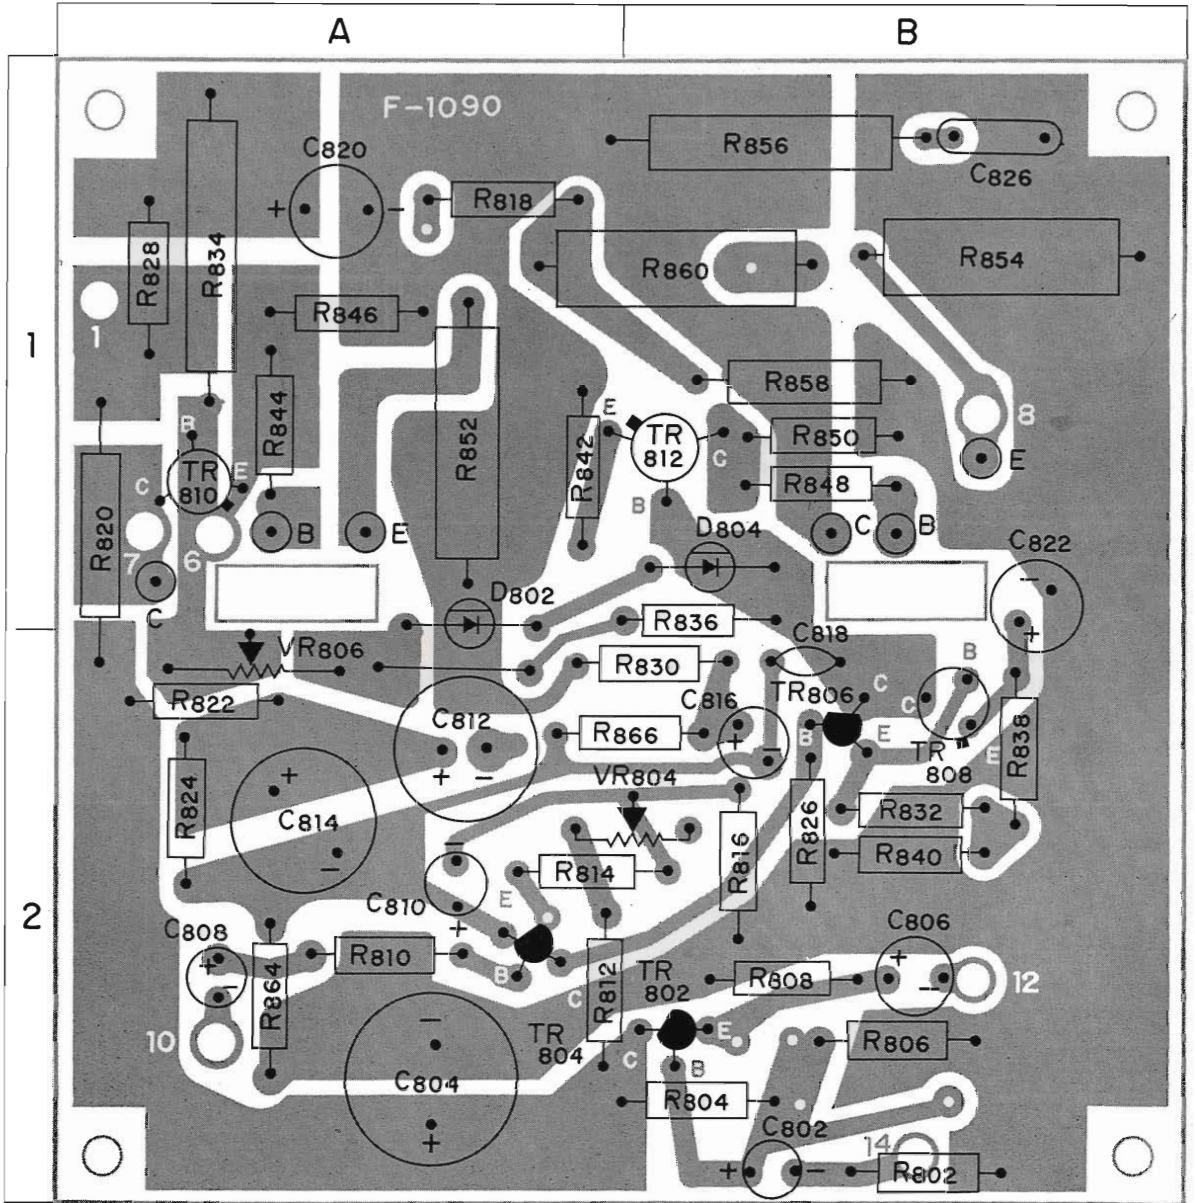 A B
F-1090
C820
R856
C826
R818
+ -
R828
R834
R860
R854
R846
1
1
R858
8
R844
R852
R842
E
TR
812
C
B
R850
E
R820
B
C
TR
810
E
R848
B
E
D804
C
B
C822
-
+
7
6
C
D802
R836
VR806
R830
C818
B
R822
C812
C816
TR806
C
C
+ -
R866
+
-
B
E
TR
808
E
R838
R824
+
C814
-
VR804
R826
R832
-
R814
R816
R840
2
C810
+
E
C808
C806
+
-
R810
B
C
R812
TR
802
R808
+
-
12
R864
10
-
TR
804
C
E
B
R806
C804
+
R804
C802
14
+ -
R802